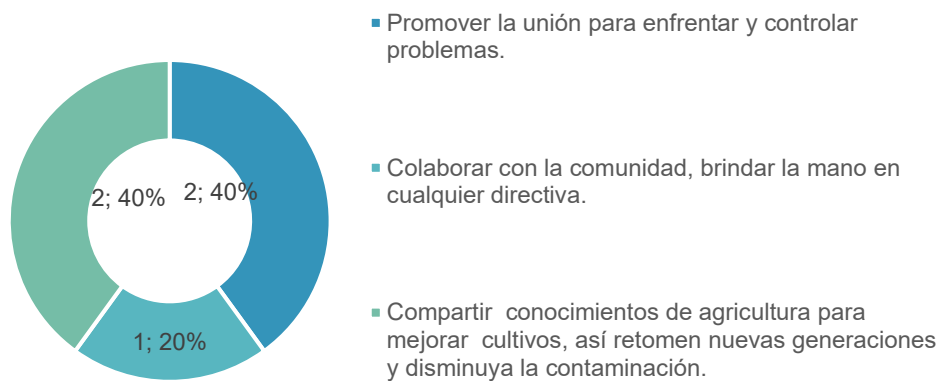 Promover la unión para enfrentar y controlar
problemas.
2; 40%
2; 40%
Colaborar con la comunidad, brindar la mano en
cualquier directiva.
1; 20%
Compartir  conocimientos de agricultura para
mejorar  cultivos, así retomen nuevas generaciones
y disminuya la contaminación.